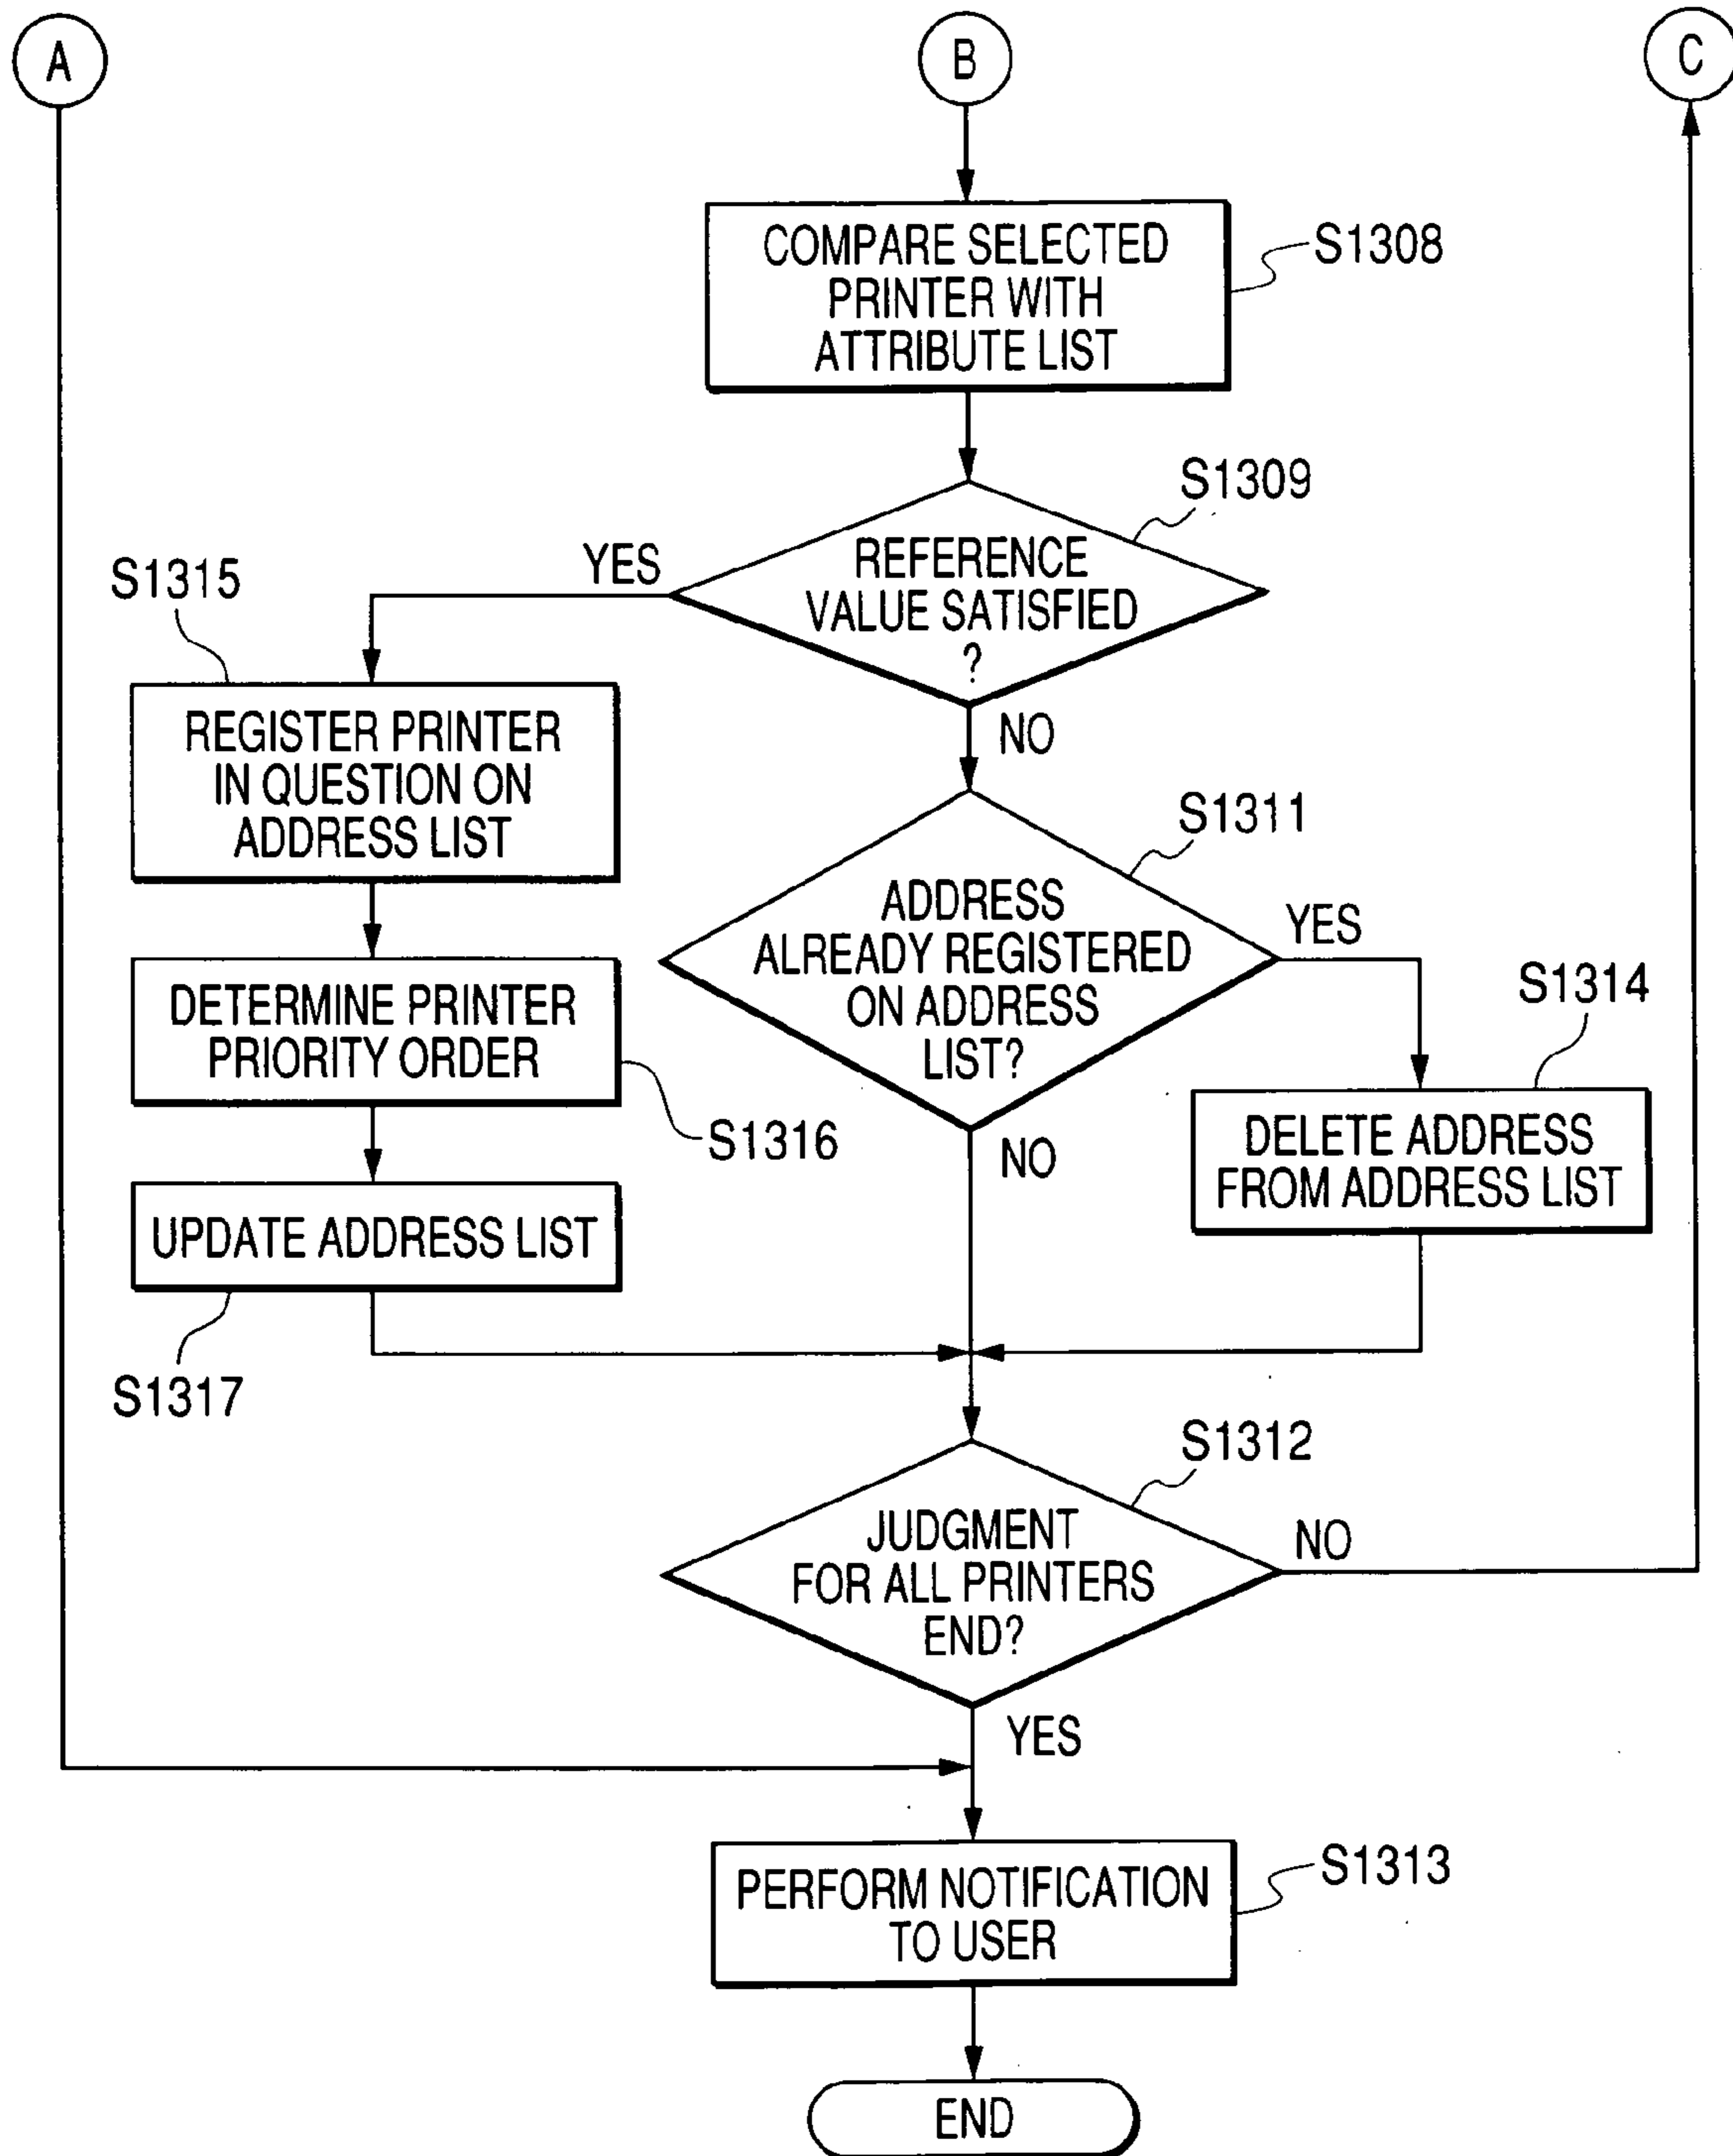 A
B
C
COMPARE SELECTED
PRINTER WITH
ATTRIBUTE LIST
S1308
S1309
REFERENCE
VALUE SATISFIED
?
YES
NO
S1315
REGISTER PRINTER
IN QUESTION ON
ADDRESS LIST
S1311
ADDRESS
ALREADY REGISTERED
ON ADDRESS
LIST?
YES
NO
DETERMINE PRINTER
PRIORITY ORDER
S1316
S1314
DELETE ADDRESS
FROM ADDRESS LIST
UPDATE ADDRESS LIST
S1317
S1312
JUDGMENT
FOR ALL PRINTERS
END?
NO
YES
PERFORM NOTIFICATION
TO USER
S1313
END